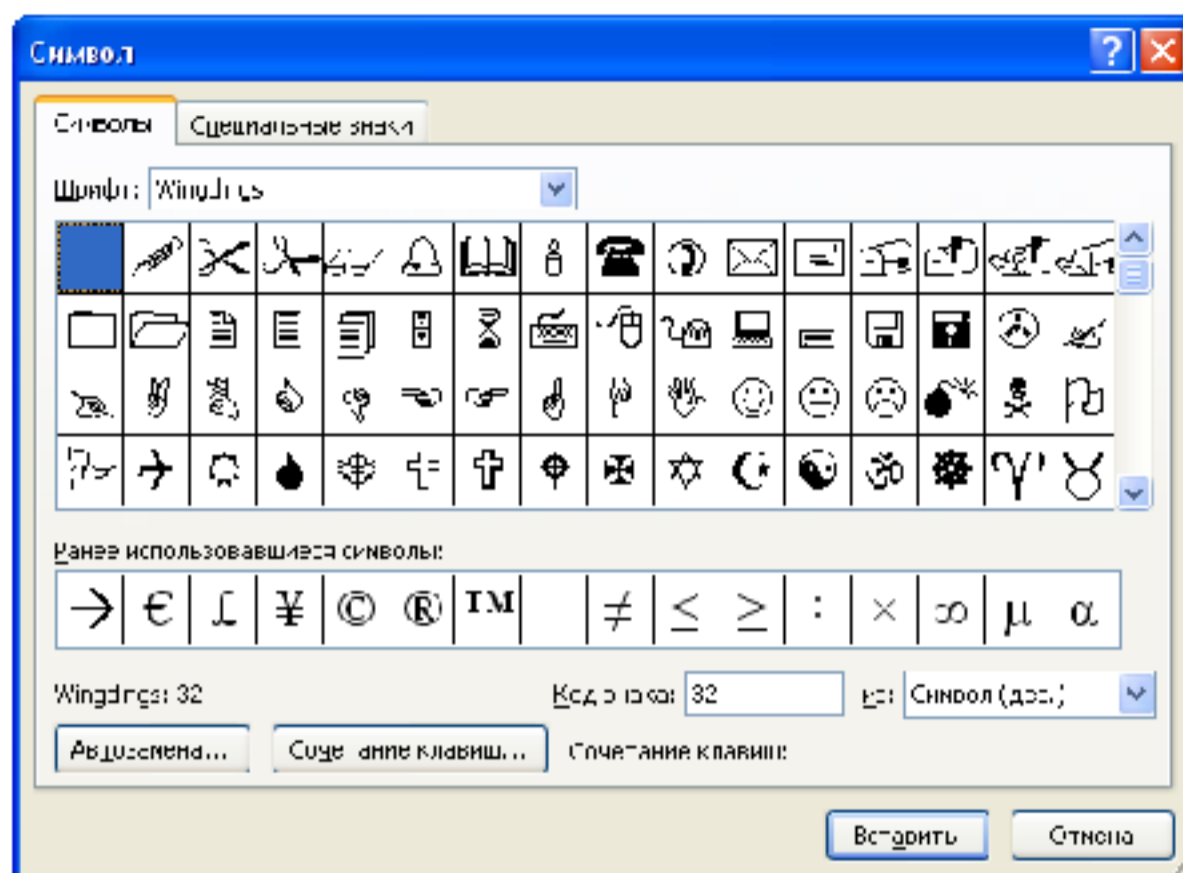 Символ
Символы Специальные знаки
Шрифт: Wingdings
Ранее использовавшиеся символы:
→ € £ ¥ © ® ™ ≠ ≤ ≥ : × ∞ µ α
Wingdings: 32 Код знака: 32 из: Символ (дес.)
Автозамена... Сочетание клавиш... Сочетание клавиш:
Вставить Отмена